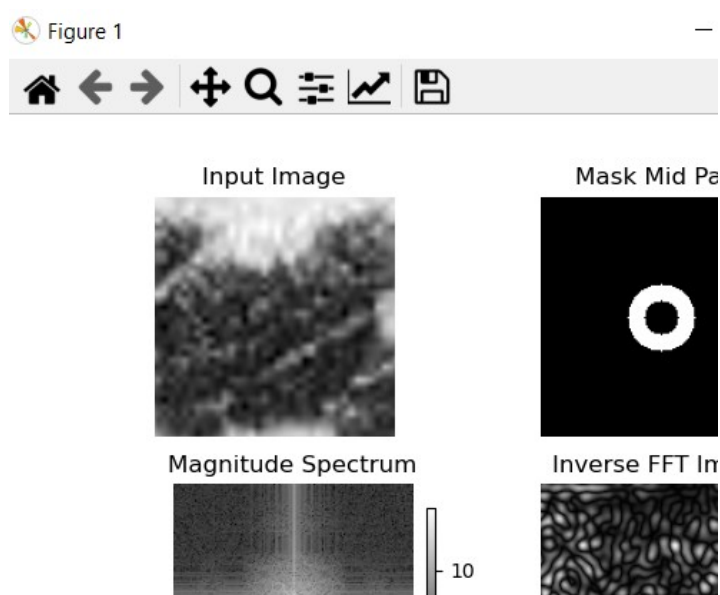 Figure 1
Input Image
Mask Mid Pa
Magnitude Spectrum
Inverse FFT Im
10